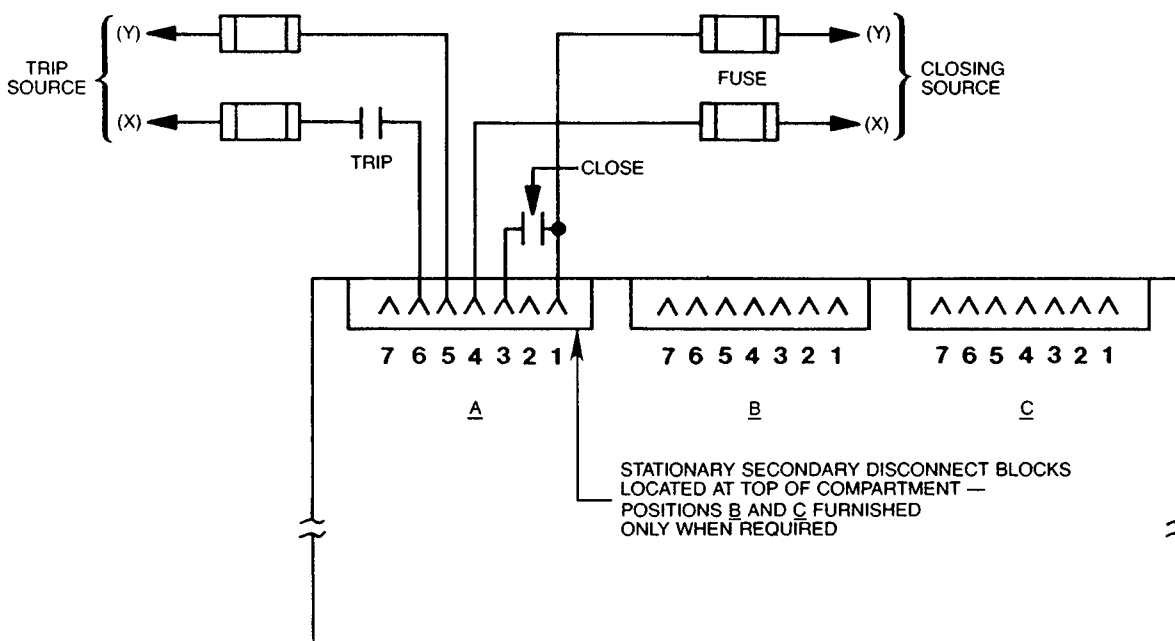 (Y)
(Y)
TRIP
SOURCE
FUSE
CLOSING
SOURCE
(X)
(X)
TRIP
CLOSE
7 6 5 4 3 2 1
7 6 5 4 3 2 1
7 6 5 4 3 2 1
A
B
C
STATIONARY SECONDARY DISCONNECT BLOCKS
LOCATED AT TOP OF COMPARTMENT —
POSITIONS B AND C FURNISHED
ONLY WHEN REQUIRED